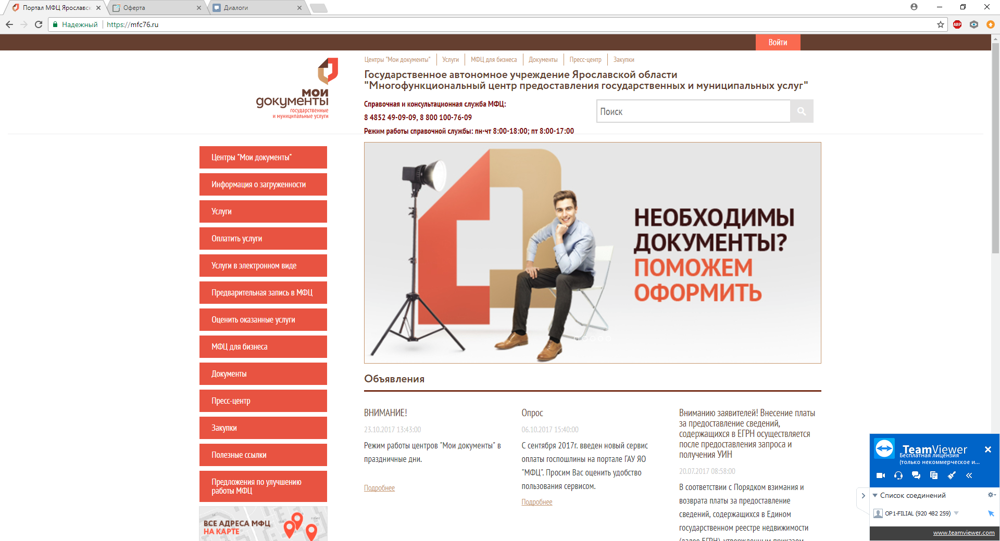 Портал МФЦ Ярославск
Оферта
Диалоги
Надежный
https://mfc76.ru
ABP
Войти
мои
документы
государственные
и муниципальные услуги
Центры "Мои документы"
Услуги
МФЦ для бизнеса
Документы
Пресс-центр
Закупки
Государственное автономное учреждение Ярославской области
"Многофункциональный центр предоставления государственных и муниципальных услуг"
Справочная и консультационная служба МФЦ:
8 4852 49-09-09, 8 800 100-76-09
Режим работы справочной службы: пн-чт 8:00-18:00; пт 8:00-17:00
Поиск
Центры "Мои документы"
Информация о загруженности
Услуги
Оплатить услуги
Услуги в электронном виде
Предварительная запись в МФЦ
Оценить оказанные услуги
МФЦ для бизнеса
Документы
Пресс-центр
Закупки
Полезные ссылки
Предложения по улучшению
работы МФЦ
ВСЕ АДРЕСА МФЦ
НА КАРТЕ
НЕОБХОДИМЫ
ДОКУМЕНТЫ?
ПОМОЖЕМ
ОФОРМИТЬ
Объявления
ВНИМАНИЕ!
23.10.2017 13:43:00
Режим работы центров "Мои документы" в
праздничные дни.
Подробнее
Опрос
06.10.2017 15:40:00
С сентября 2017г. введен новый сервис
оплаты госпошлины на портале ГАУ ЯО
"МФЦ". Просим Вас оценить удобство
пользования сервисом.
Подробнее
Вниманию заявителей! Внесение платы
за предоставление сведений,
содержащихся в ЕГРН осуществляется
после предоставления запроса и
получения УИН
20.07.2017 08:58:00
В соответствии с Порядком взимания и
возврата платы за предоставление
сведений, содержащихся в Едином
государственном реестре недвижимости
(далее ЕГРН), утвержденным приказом
TeamViewer
Бесплатная лицензия
(только некоммерческое и...
Список соединений
OP1-FILIAL (920 482 259)
www.teamviewer.com